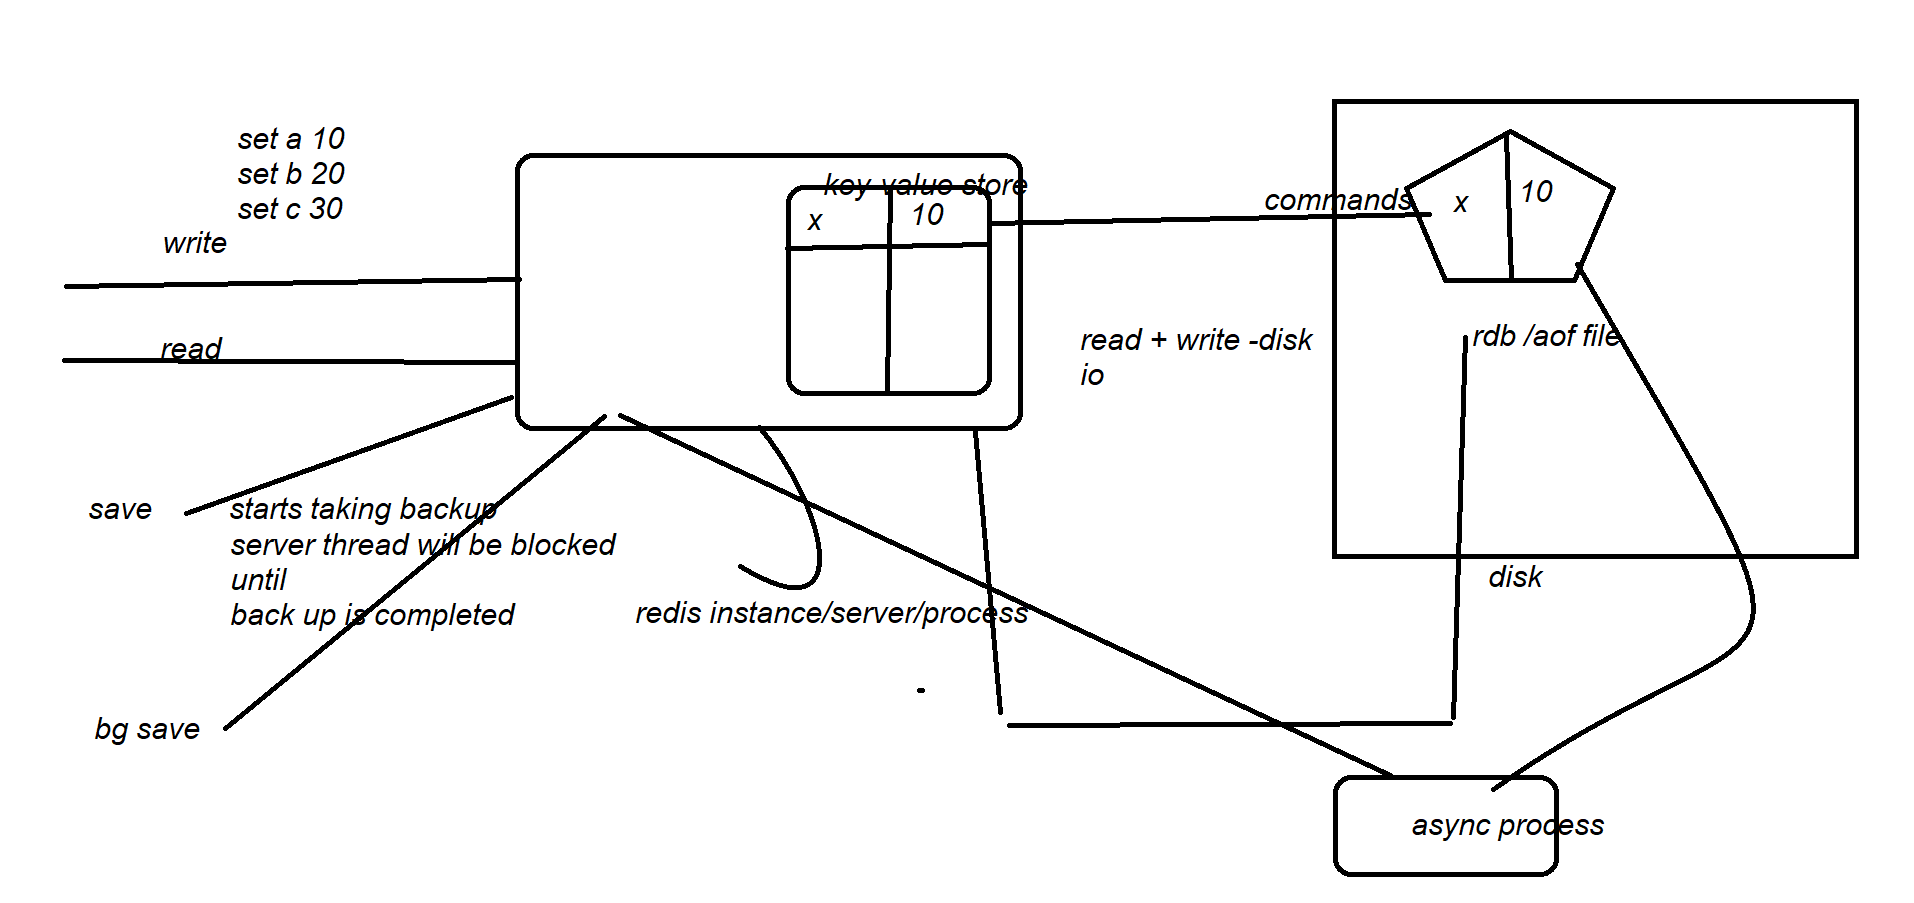 set a 10
set b 20
set c 30
write
read
key value store
x
10
commands
x
10
read + write -disk
io
rdb /aof file
disk
save
starts taking backup
server thread will be blocked
until
back up is completed
redis instance/server/process
bg save
async process